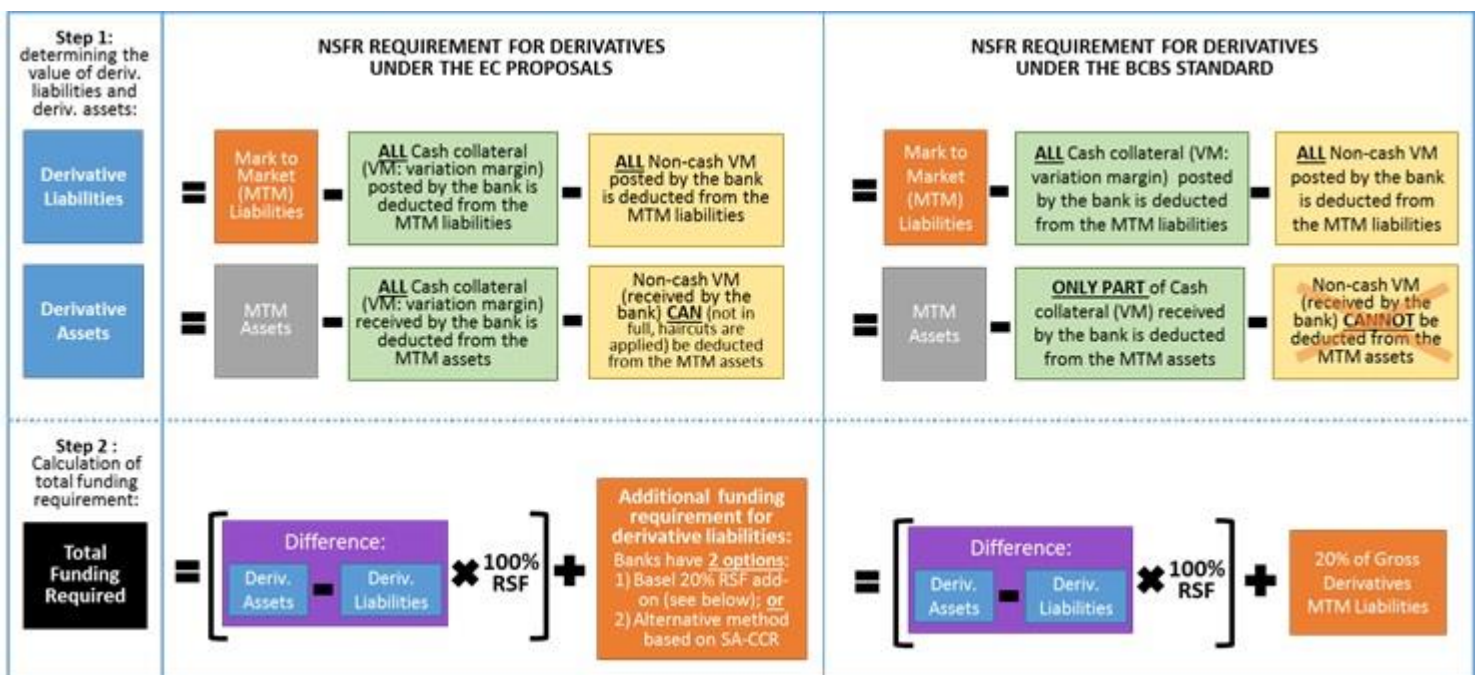 Step 1:
determining the
value of deriv.
liabilities and
deriv. assets:
NSFR REQUIREMENT FOR DERIVATIVES
UNDER THE EC PROPOSALS
NSFR REQUIREMENT FOR DERIVATIVES
UNDER THE BCBS STANDARD
Derivative
Liabilities
=
Mark to
Market
(MTM)
Liabilities
-
ALL Cash collateral
(VM: variation margin)
posted by the bank is
deducted from the
MTM liabilities
-
ALL Non-cash VM
posted by the bank
is deducted from the
MTM liabilities
=
Mark to
Market
(MTM)
Liabilities
-
ALL Cash collateral (VM:
variation margin) posted
by the bank is deducted
from the MTM liabilities
-
ALL Non-cash VM
posted by the bank
is deducted from
the MTM liabilities
Derivative
Assets
=
MTM
Assets
-
ALL Cash collateral
(VM: variation margin)
received by the bank is
deducted from the
MTM assets
-
Non-cash VM
(received by the
bank) CAN (not in
full, haircuts are
applied) be deducted
from the MTM assets
=
MTM
Assets
-
ONLY PART of Cash
collateral (VM) received
by the bank is deducted
from the MTM assets
-
Non-cash VM
(received by the
bank) CANNOT be
deducted from the
MTM assets
Step 2 :
Calculation of
total funding
requirement:
Total
Funding
Required
=
[
Difference:
Deriv.
Assets
-
Deriv.
Liabilities
×
100%
RSF
]
+
Additional funding
requirement for
derivative liabilities:
Banks have 2 options:
1) Basel 20% RSF add-
on (see below); or
2) Alternative method
based on SA-CCR
=
[
Difference:
Deriv.
Assets
-
Deriv.
Liabilities
×
100%
RSF
]
+
20% of Gross
Derivatives
MTM Liabilities